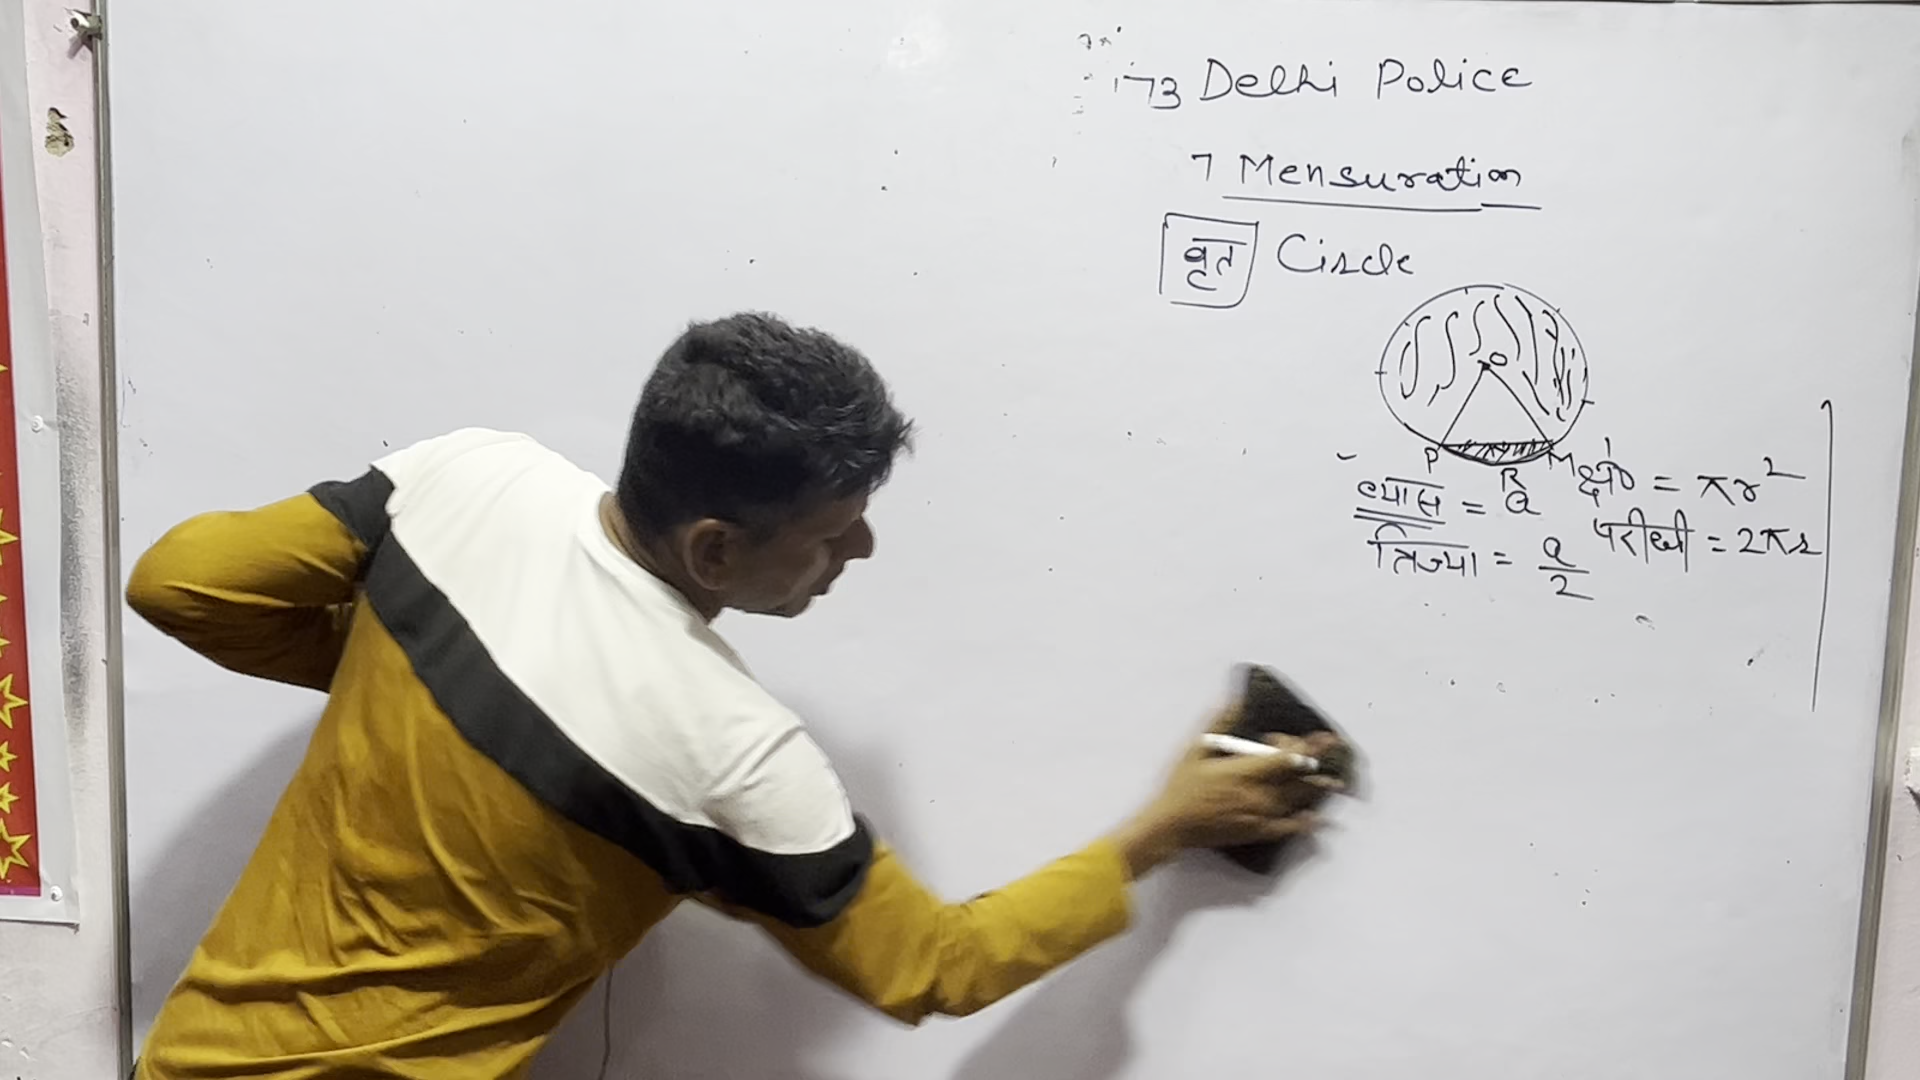 173 Delhi Police
7 Mensuration
वृत Circle
O
P M
R
व्यास = a
त्रिज्या = a/2
क्षे० = πr²
परीधी = 2πr